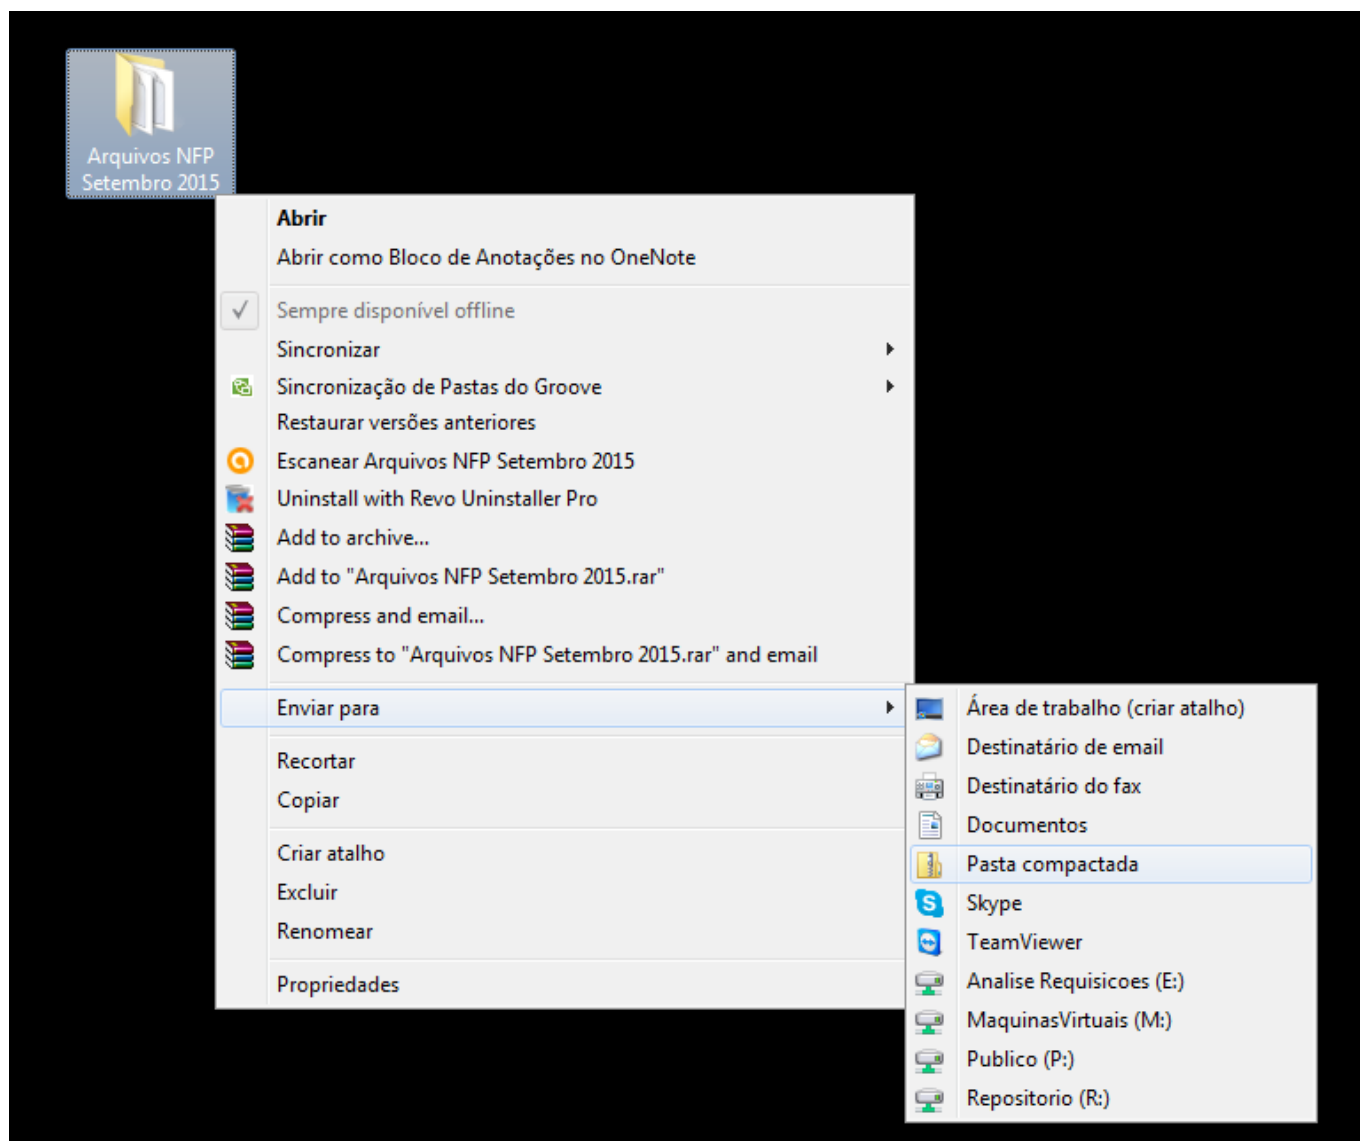 Arquivos NFP
Setembro 2015
Abrir
Abrir como Bloco de Anotações no OneNote
Sempre disponível offline
Sincronizar
Sincronização de Pastas do Groove
Restaurar versões anteriores
Escanear Arquivos NFP Setembro 2015
Uninstall with Revo Uninstaller Pro
Add to archive...
Add to "Arquivos NFP Setembro 2015.rar"
Compress and email...
Compress to "Arquivos NFP Setembro 2015.rar" and email
Enviar para
Recortar
Copiar
Criar atalho
Excluir
Renomear
Propriedades
Área de trabalho (criar atalho)
Destinatário de email
Destinatário do fax
Documentos
Pasta compactada
Skype
TeamViewer
Analise Requisicoes (E:)
MaquinasVirtuais (M:)
Publico (P:)
Repositorio (R:)